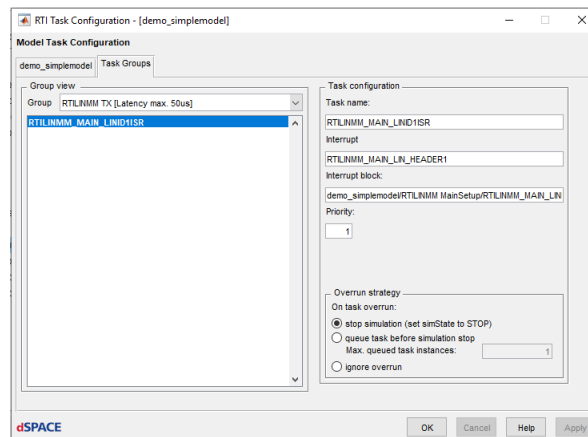 RTI Task Configuration - [demo_simplemodel]
Model Task Configuration
demo_simplemodel
Task Groups
Group view
Group
RTILINMM TX [Latency max. 50us]
RTILINMM_MAIN_LINID1ISR
Task configuration
Task name:
RTILINMM_MAIN_LINID1ISR
Interrupt
RTILINMM_MAIN_LIN_HEADER1
Interrupt block:
demo_simplemodel/RTILINMM MainSetup/RTILINMM_MAIN_LIN
Priority:
1
Overrun strategy
On task overrun:
stop simulation (set simState to STOP)
queue task before simulation stop
Max. queued task instances:
1
ignore overrun
dSPACE
OK
Cancel
Help
Apply